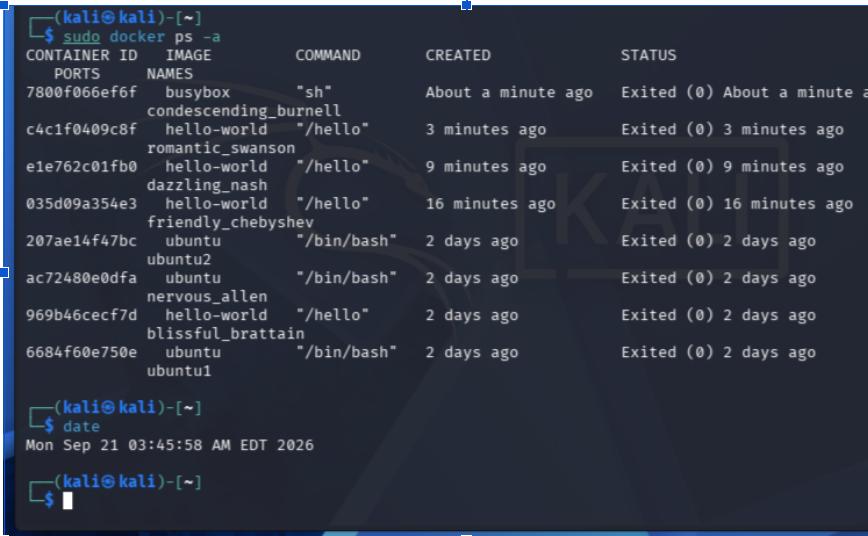 ┌──(kali㉿kali)-[~]
└─$ sudo docker ps -a
CONTAINER ID   IMAGE         COMMAND       CREATED              STATUS
   PORTS     NAMES
7800f066ef6f   busybox       "sh"          About a minute ago   Exited (0) About a minute a
             condescending_burnell
c4c1f0409c8f   hello-world   "/hello"      3 minutes ago        Exited (0) 3 minutes ago
             romantic_swanson
e1e762c01fb0   hello-world   "/hello"      9 minutes ago        Exited (0) 9 minutes ago
             dazzling_nash
035d09a354e3   hello-world   "/hello"      16 minutes ago       Exited (0) 16 minutes ago
             friendly_chebyshev
207ae14f47bc   ubuntu        "/bin/bash"   2 days ago           Exited (0) 2 days ago
             ubuntu2
ac72480e0dfa   ubuntu        "/bin/bash"   2 days ago           Exited (0) 2 days ago
             nervous_allen
969b46cecf7d   hello-world   "/hello"      2 days ago           Exited (0) 2 days ago
             blissful_brattain
6684f60e750e   ubuntu        "/bin/bash"   2 days ago           Exited (0) 2 days ago
             ubuntu1
┌──(kali㉿kali)-[~]
└─$ date
Mon Sep 21 03:45:58 AM EDT 2026
┌──(kali㉿kali)-[~]
└─$
KALI